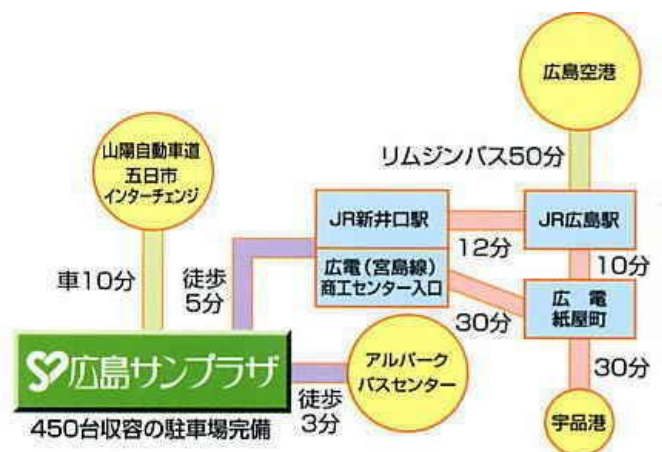 広島空港
山陽自動車道
五日市
インターチェンジ
リムジンバス50分
JR新井口駅
JR広島駅
12分
車10分
徒歩
5分
広電(宮島線)
商工センター入口
10分
広電
紙屋町
30分
広島サンプラザ
アルパーク
バスセンター
30分
徒歩
3分
450台収容の駐車場完備
宇品港